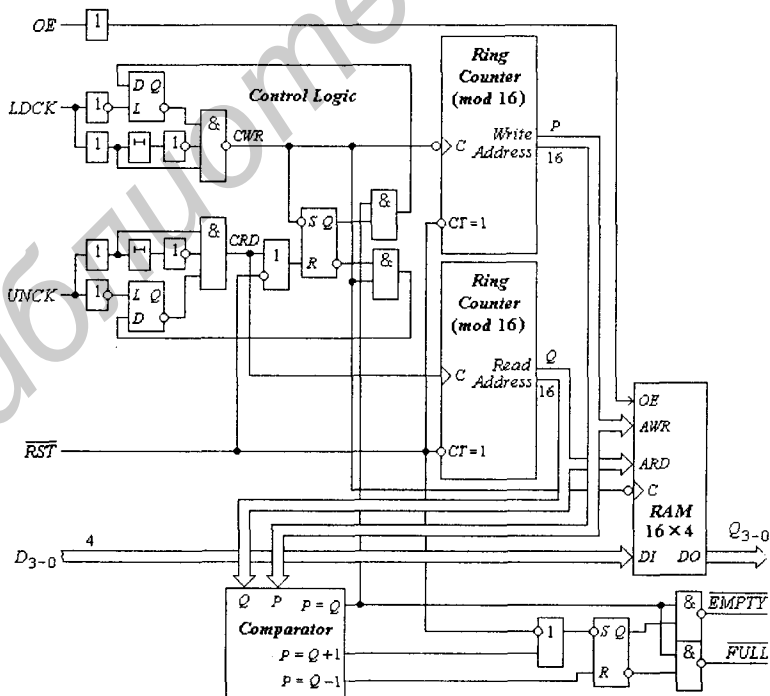 OE
1
LDCK
1
D Q
L
Control Logic
&
CWR
1
1
Ring
Counter
(mod 16)
Write
Address
P
16
C
CT=1
&
S Q
R
&
CRD
1
&
1
1
UNCK
1
L Q
D
Ring
Counter
(mod 16)
Read
Address
Q
16
C
CT=1
RST
OE
AWR
ARD
C
RAM
16×4
DI DO
Q3-0
D3-0
4
Q P P = Q
Comparator
P = Q+1
P = Q-1
1
S Q
R
&
EMPTY
&
FULL
библиоте